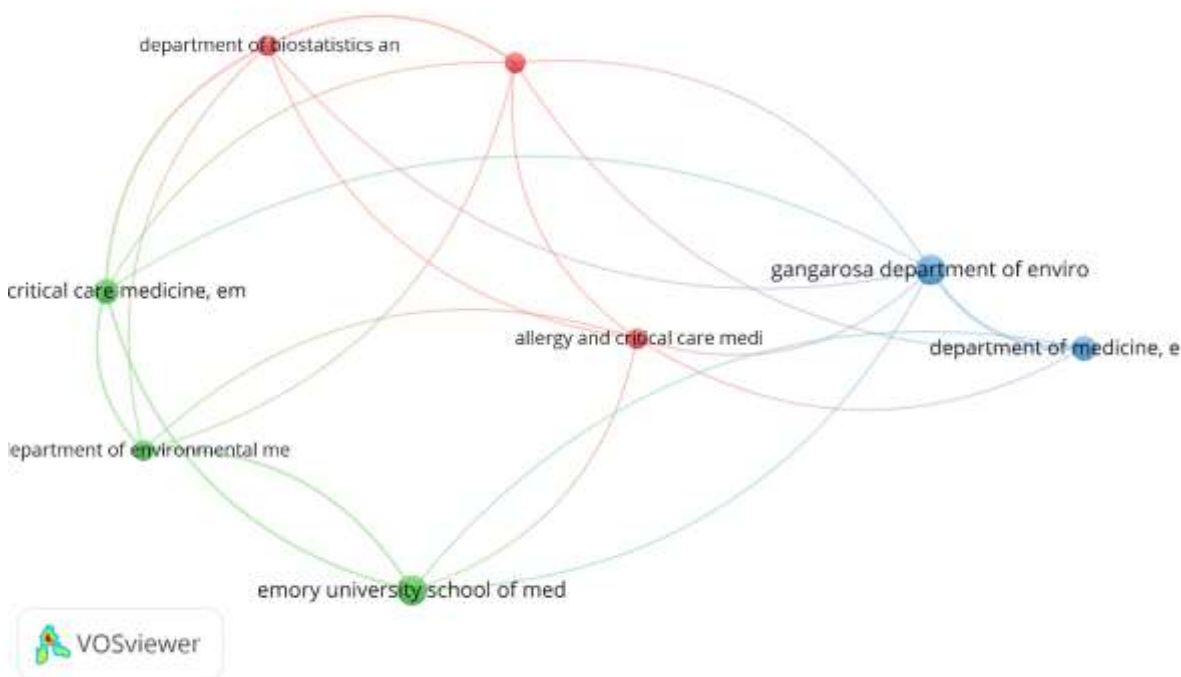 department of biostatistics an
gangarosa department of enviro
critical care medicine, em
allergy and critical care medi
department of medicine, e
epartment of environmental me
emory university school of med
VOSviewer